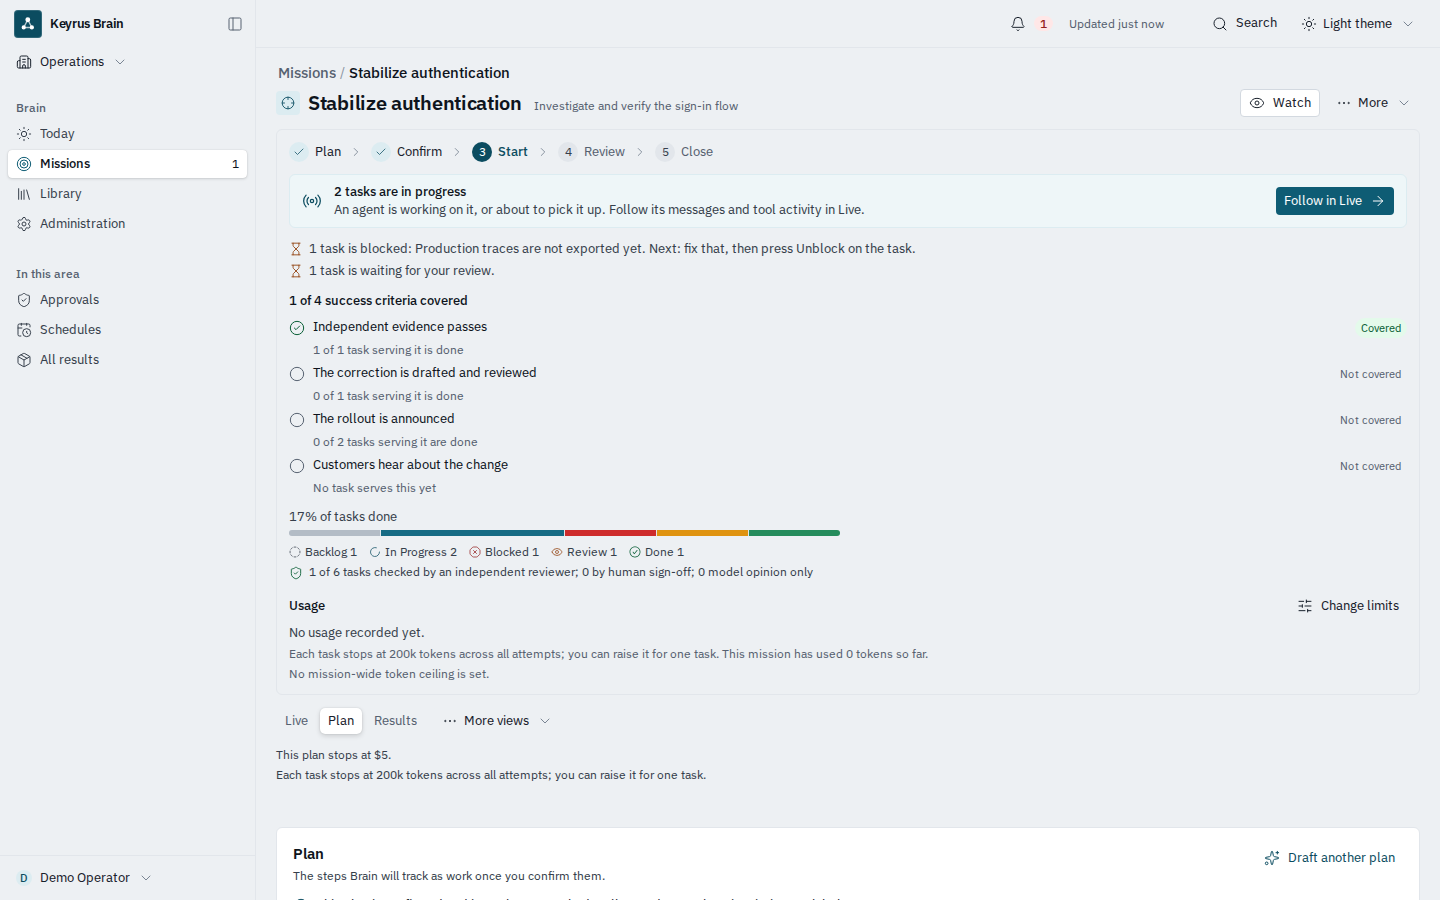 Keyrus Brain
Operations
Brain
Today
Missions 1
Library
Administration
In this area
Approvals
Schedules
All results
Demo Operator
1 Updated just now Search Light theme
Missions / Stabilize authentication
Stabilize authentication Investigate and verify the sign-in flow Watch More
Plan Confirm 3 Start 4 Review 5 Close
2 tasks are in progress
An agent is working on it, or about to pick it up. Follow its messages and tool activity in Live.
Follow in Live
1 task is blocked: Production traces are not exported yet. Next: fix that, then press Unblock on the task.
1 task is waiting for your review.
1 of 4 success criteria covered
Independent evidence passes Covered
1 of 1 task serving it is done
The correction is drafted and reviewed Not covered
0 of 1 task serving it is done
The rollout is announced Not covered
0 of 2 tasks serving it are done
Customers hear about the change Not covered
No task serves this yet
17% of tasks done
Backlog 1 In Progress 2 Blocked 1 Review 1 Done 1
1 of 6 tasks checked by an independent reviewer; 0 by human sign-off; 0 model opinion only
Usage Change limits
No usage recorded yet.
Each task stops at 200k tokens across all attempts; you can raise it for one task. This mission has used 0 tokens so far.
No mission-wide token ceiling is set.
Live Plan Results More views
This plan stops at $5.
Each task stops at 200k tokens across all attempts; you can raise it for one task.
Plan Draft another plan
The steps Brain will track as work once you confirm them.
D